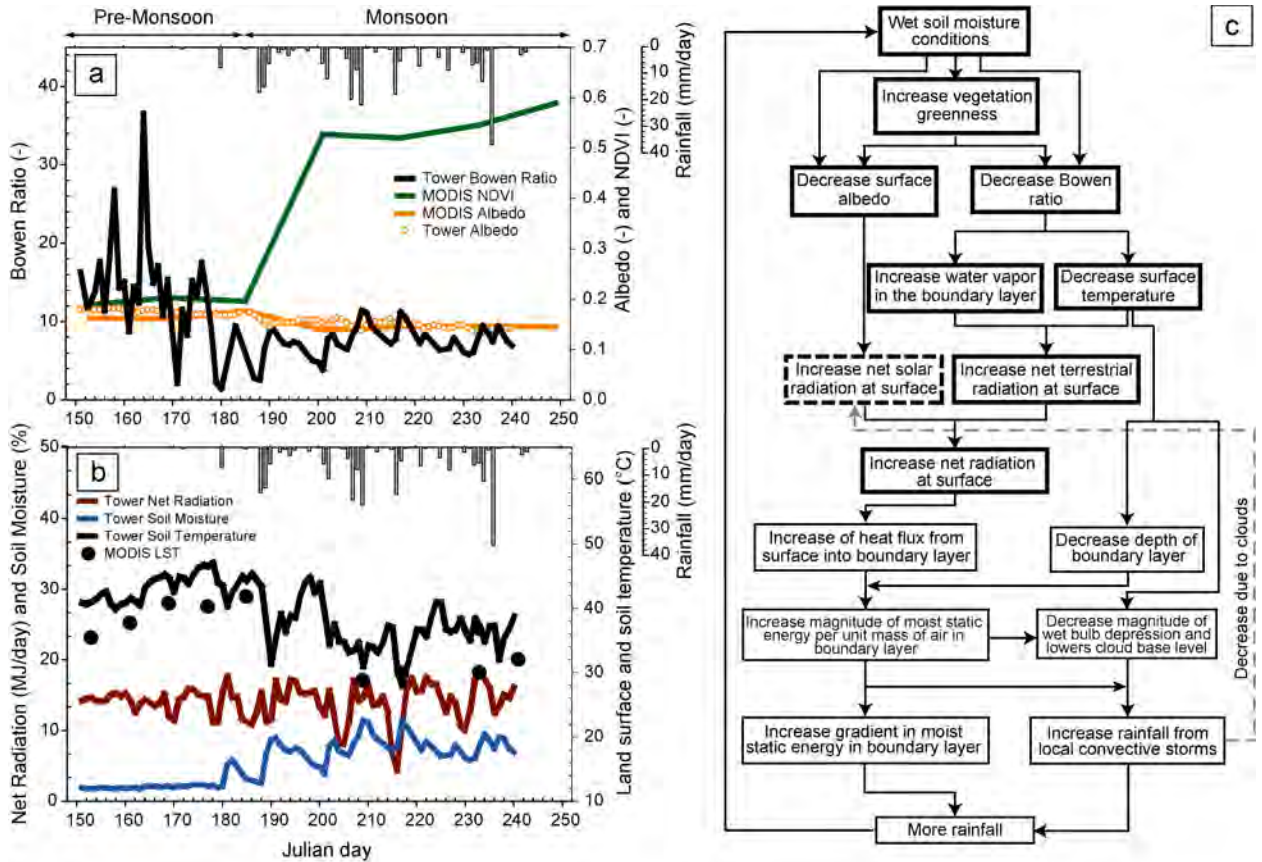 Pre-Monsoon
Monsoon
a
Bowen Ratio (-)
40
30
20
10
0
Tower Bowen Ratio
MODIS NDVI
MODIS Albedo
Tower Albedo
0.7
0.6
0.5
0.4
0.3
0.2
0.1
0,0
Albedo (-) and NDVI (-)
0
10
20
30
40
Rainfall (mm/day)
150 160 170 180 190 200 210 220 230 240 249
b
Net Radiation (MJ/day) and Soil Moisture (%)
50
40
30
20
10
0
Tower Net Radiation
Tower Soil Moisture
Tower Soil Temperature
MODIS LST
60
50
40
30
20
10
Land surface and soil temperature (°C)
0
10
20
30
40
Rainfall (mm/day)
150 160 170 180 190 200 210 220 230 240 249
Julian day
c
Wet soil moisture
conditions
Increase vegetation
greenness
Decrease surface
albedo
Decrease Bowen
ratio
Increase water vapor
in the boundary layer
Decrease surface
temperature
Increase net solar
radiation at surface
Increase net terrestrial
radiation at surface
Increase net radiation
at surface
Increase of heat flux from
surface into boundary layer
Decrease depth of
boundary layer
Increase magnitude of moist static
energy per unit mass of air in
boundary layer
Decrease magnitude of
wet bulb depression and
lowers cloud base level
Increase gradient in moist
static energy in boundary layer
Increase rainfall from
local convective storms
Decrease due to clouds
More rainfall